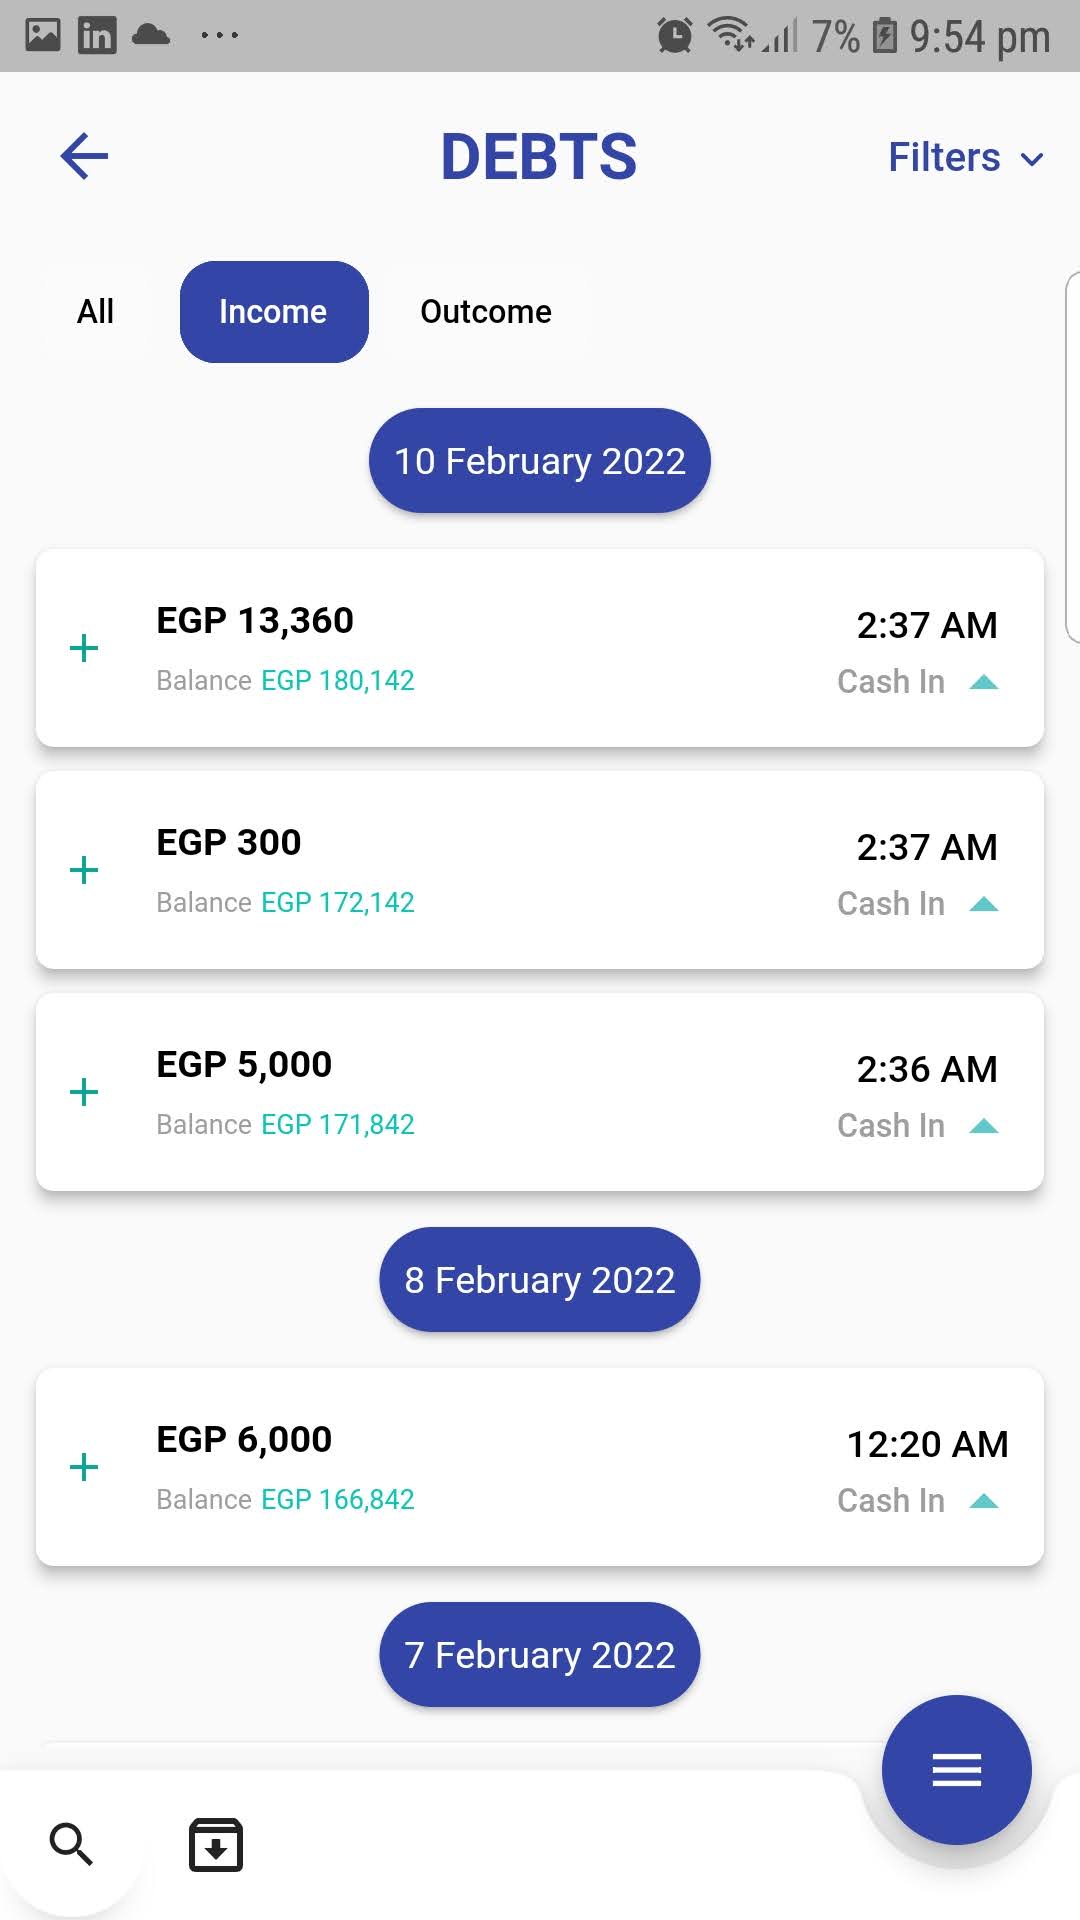 in 7% 9:54 pm
DEBTS Filters
All Income Outcome
10 February 2022
EGP 13,360 2:37 AM
Balance EGP 180,142 Cash In
EGP 300 2:37 AM
Balance EGP 172,142 Cash In
EGP 5,000 2:36 AM
Balance EGP 171,842 Cash In
8 February 2022
EGP 6,000 12:20 AM
Balance EGP 166,842 Cash In
7 February 2022